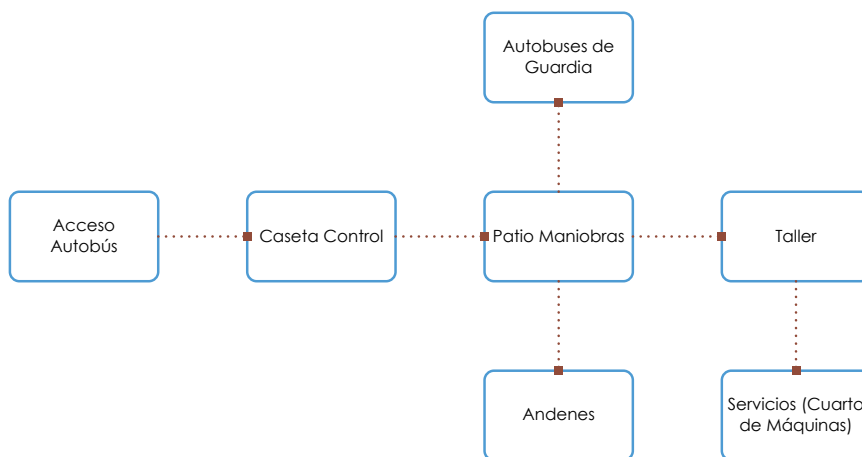 Autobuses de
Guardia
Acceso
Autobús
Caseta Control
Patio Maniobras
Taller
Andenes
Servicios (Cuarto
de Máquinas)